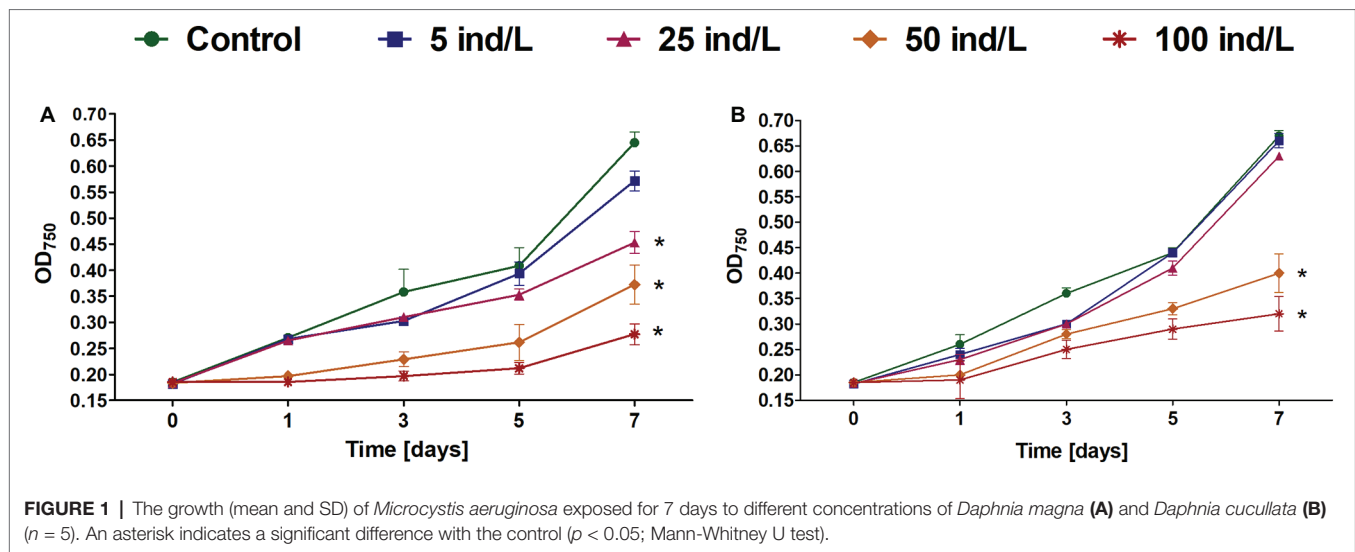 Control 5 ind/L 25 ind/L 50 ind/L 100 ind/L
A
OD750
0.70
0.65
0.60
0.55
0.50
0.45
0.40
0.35
0.30
0.25
0.20
0.15
*
*
*
0 1 3 5 7
Time [days]
B
OD750
0.70
0.65
0.60
0.55
0.50
0.45
0.40
0.35
0.30
0.25
0.20
0.15
*
*
0 1 3 5 7
Time [days]
FIGURE 1 | The growth (mean and SD) of Microcystis aeruginosa exposed for 7 days to different concentrations of Daphnia magna (A) and Daphnia cucullata (B)
(n = 5). An asterisk indicates a significant difference with the control (p < 0.05; Mann-Whitney U test).